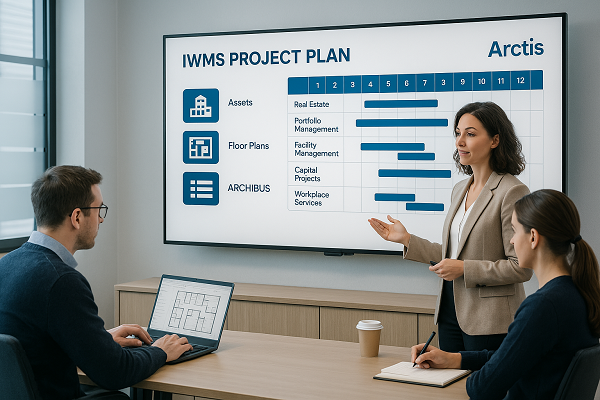 IWMS PROJECT PLAN
Arctis
1 2 3 4 5 6 7 8 9 10 11 12
Assets
Floor Plans
ARCHIBUS
Real Estate
Portfolio
Management
Facility
Management
Capital
Projects
Workplace
Services